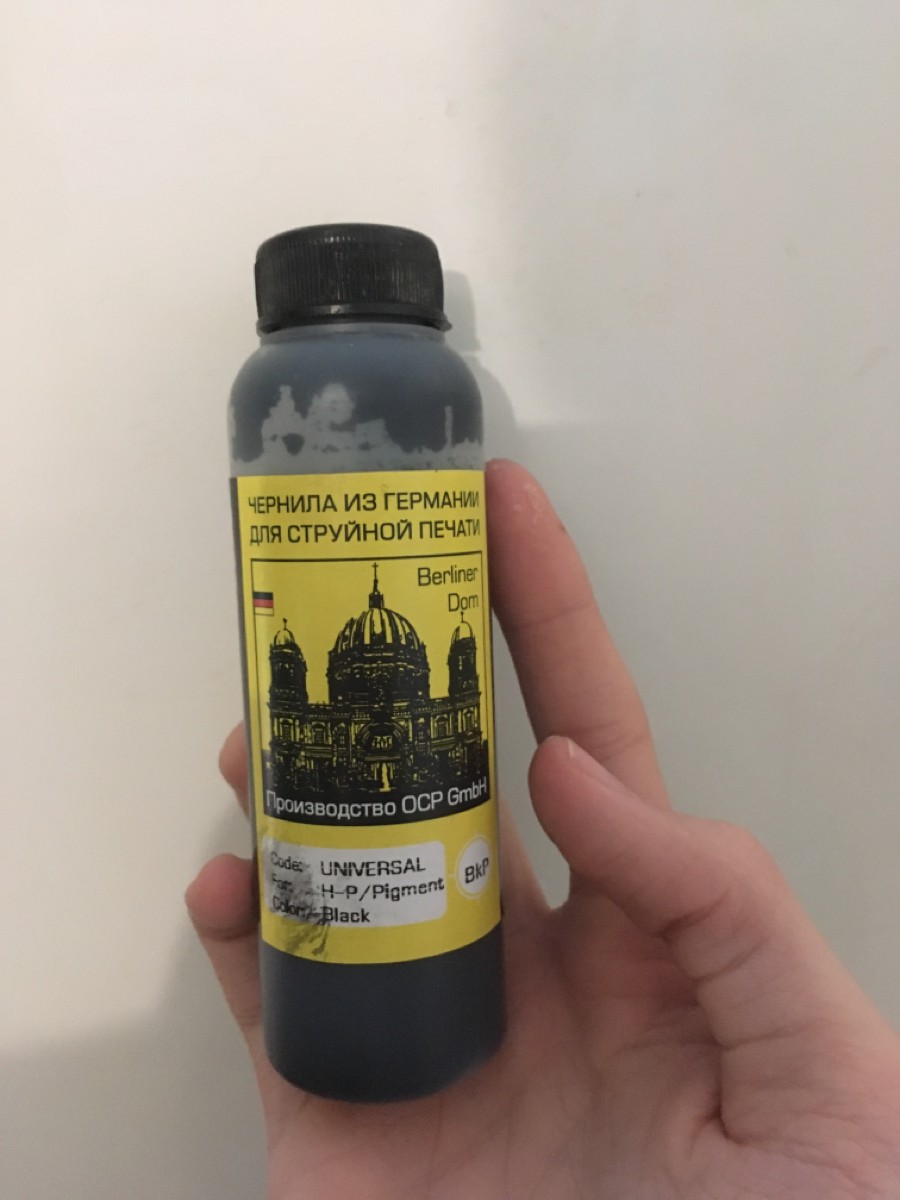 ЧЕРНИЛА ИЗ ГЕРМАНИИ
ДЛЯ СТРУЙНОЙ ПЕЧАТИ
Berliner
Dom
Производство OCP GmbH
Code: UNIVERSAL
For: H-P/Pigment
Color: Black
BkP